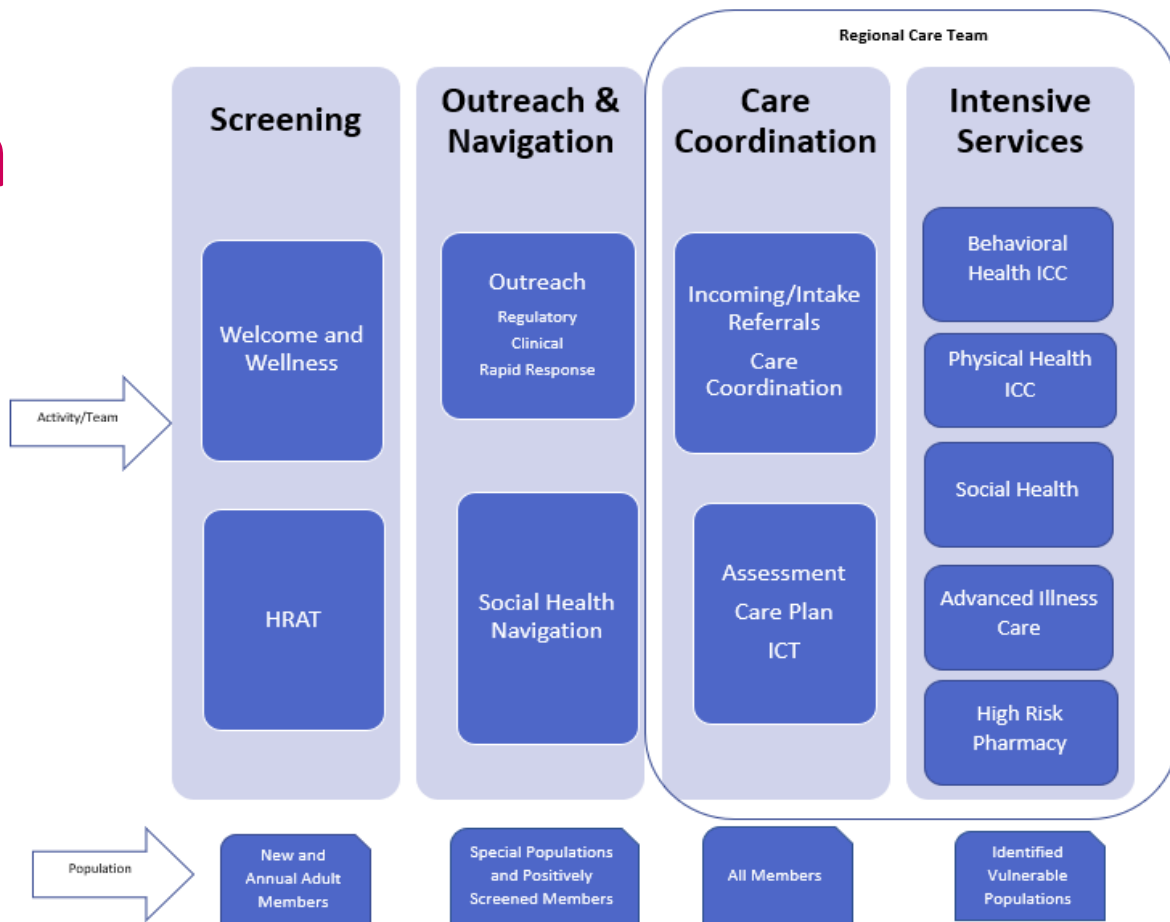 Regional Care Team
Screening
Outreach &
Navigation
Care
Coordination
Intensive
Services
Activity/Team
Welcome and
Wellness
HRAT
Outreach
Regulatory
Clinical
Rapid Response
Social Health
Navigation
Incoming/Intake
Referrals
Care
Coordination
Assessment
Care Plan
ICT
Behavioral
Health ICC
Physical Health
ICC
Social Health
Advanced Illness
Care
High Risk
Pharmacy
Population
New and
Annual Adult
Members
Special Populations
and Positively
Screened Members
All Members
Identified
Vulnerable
Populations